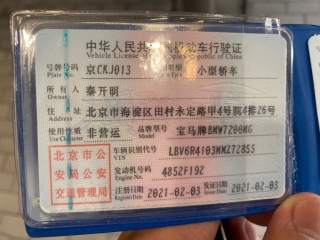 中华人民共和国机动车行驶证
Vehicle License of the People's Republic of China
号牌号码 京CKJ013 车辆类型 小型轿车
Plate No.
所有人 秦开明
Owner
住址 北京市海淀区田村永定路甲4号院4排26号
Address
使用性质 非营运 品牌型号 宝马牌BMW7200MG
Use Character Model
北京市公 车辆识别代号 LBV6R4103MMZ72855
VIN
安局公安 发动机号码 4852F192
Engine No.
交通管理局 注册日期 2021-02-03 发证日期 2021-02-03
Register Date Issue Date